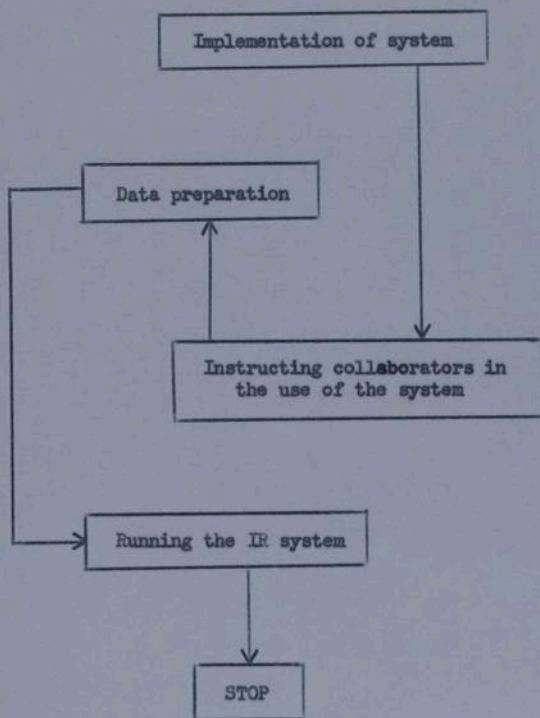 Implementation of system
Data preparation
Instructing collaborators in
the use of the system
Running the IR system
STOP